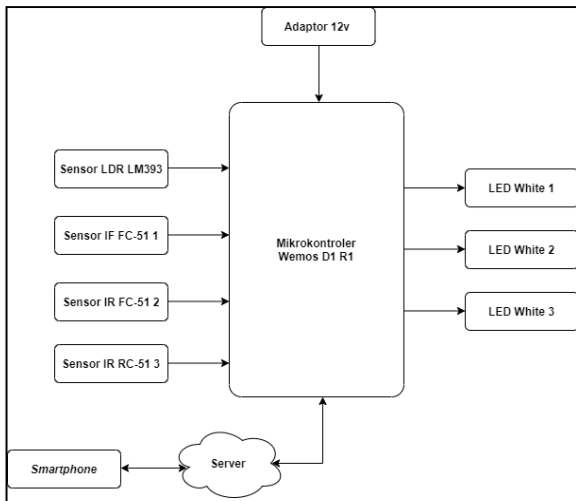 Adaptor 12v
Sensor LDR LM393
Sensor IF FC-51 1
Sensor IR FC-51 2
Sensor IR RC-51 3
Mikrokontroler
Wemos D1 R1
LED White 1
LED White 2
LED White 3
Smartphone
Server